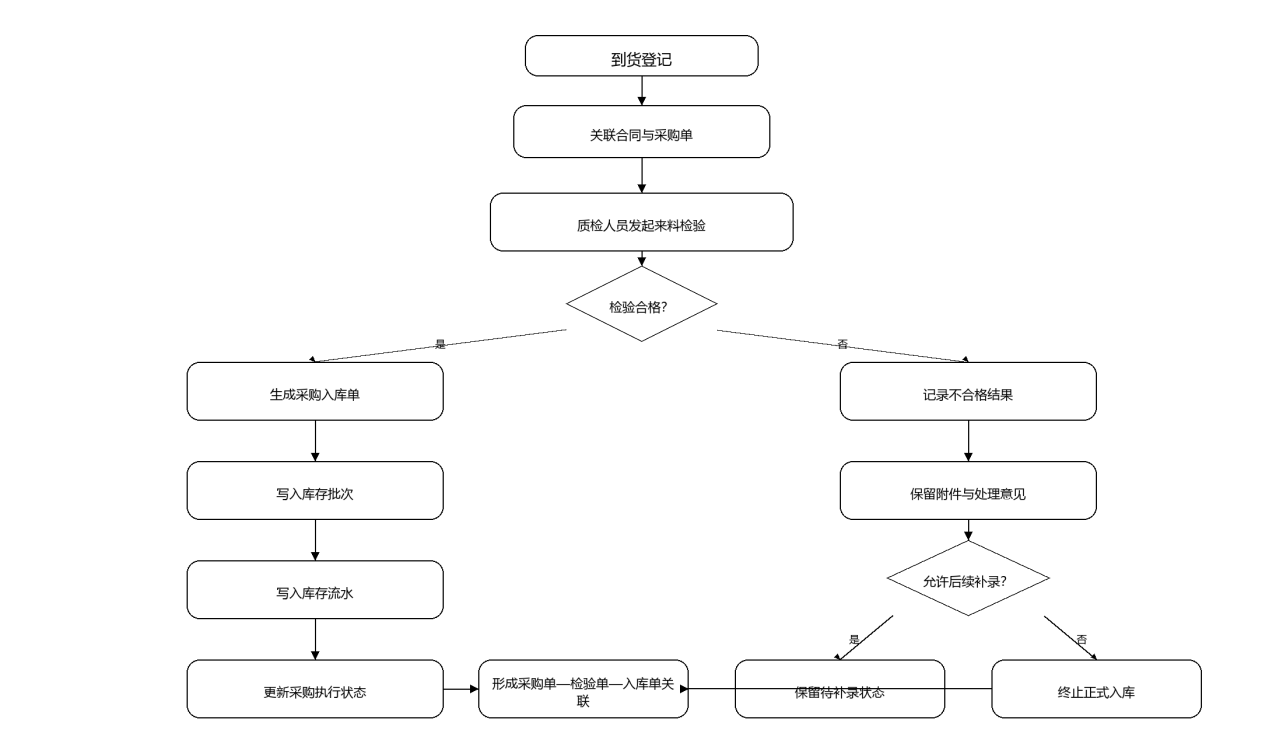 到货登记
关联合同与采购单
质检人员发起来料检验
检验合格?
是
否
生成采购入库单
记录不合格结果
写入库存批次
保留附件与处理意见
写入库存流水
允许后续补录?
是
否
更新采购执行状态
形成采购单—检验单—入库单关
联
保留待补录状态
终止正式入库